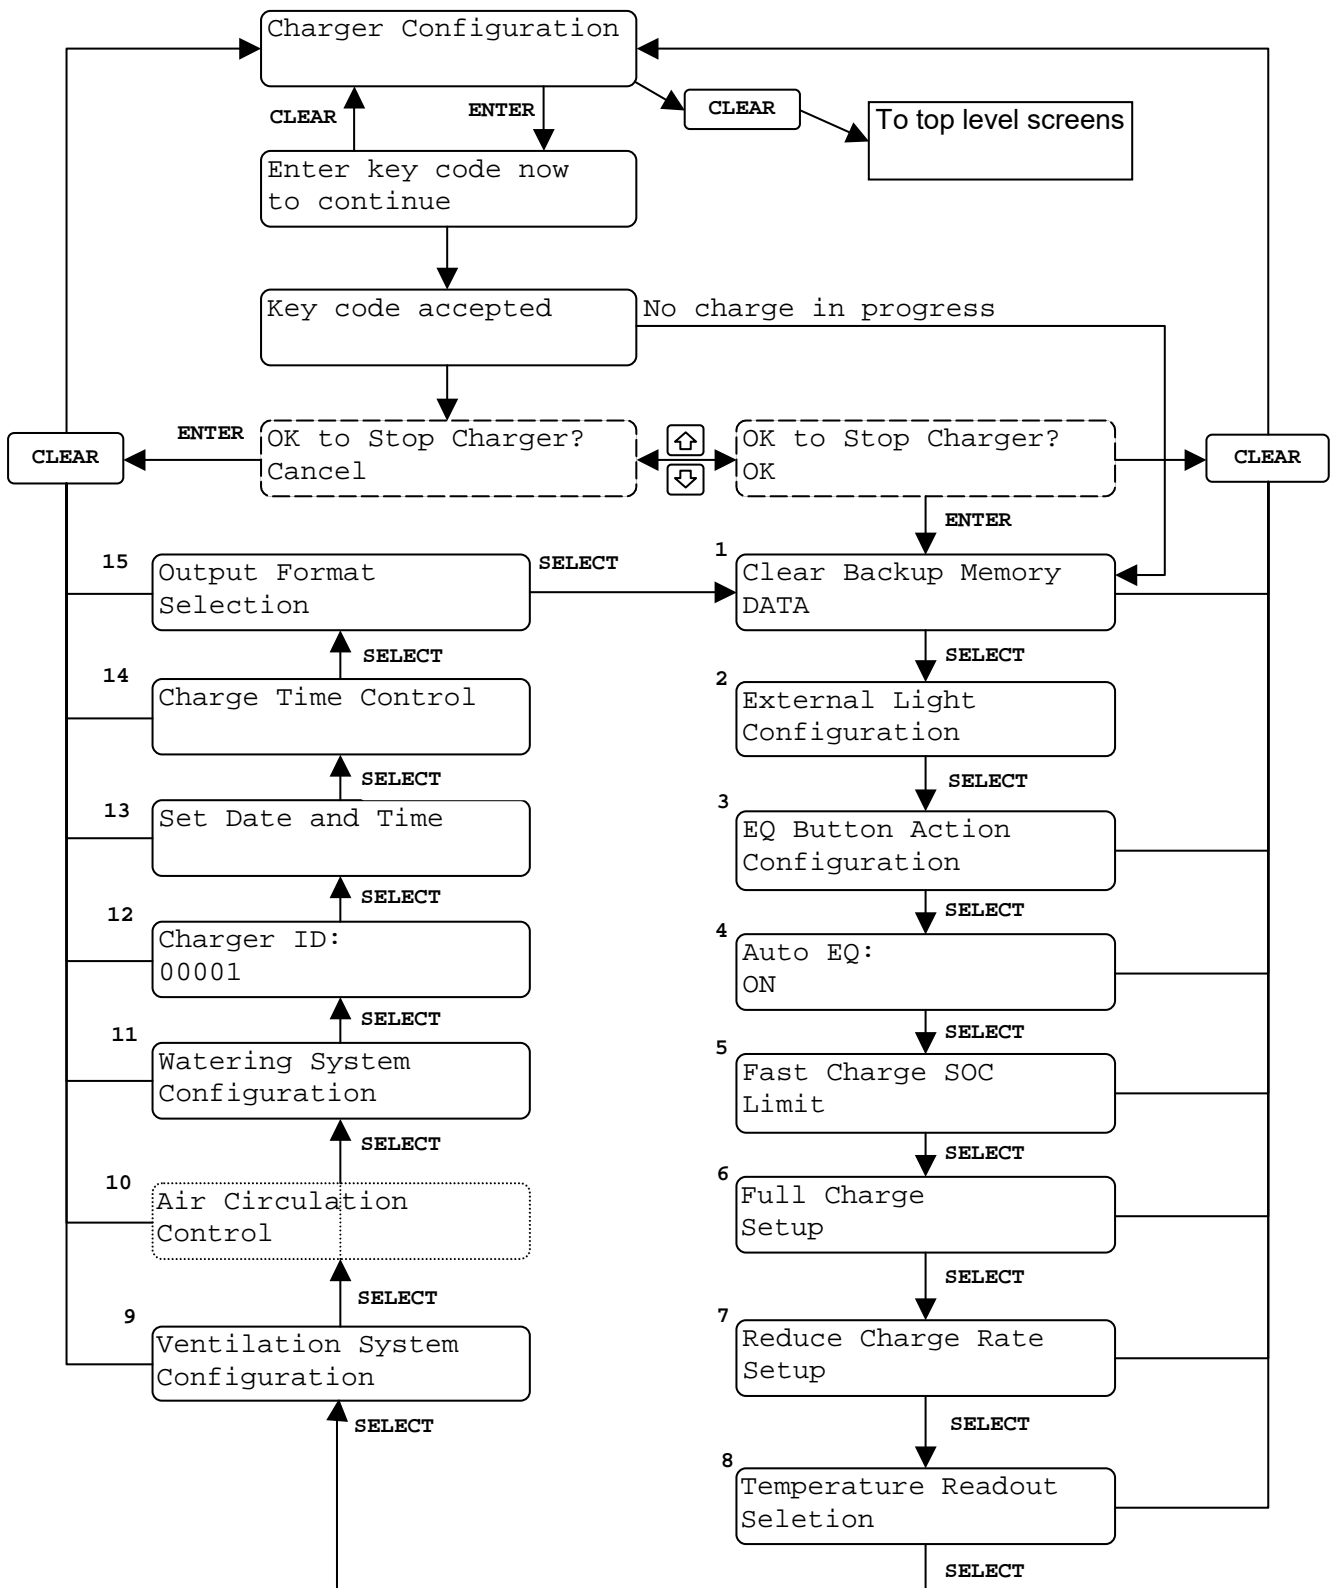 Charger Configuration
CLEAR
ENTER
CLEAR
To top level screens
Enter key code now
to continue
Key code accepted
No charge in progress
ENTER
OK to Stop Charger?
Cancel
OK to Stop Charger?
OK
CLEAR
CLEAR
ENTER
15
Output Format
Selection
SELECT
1
Clear Backup Memory
DATA
SELECT
SELECT
14
Charge Time Control
2
External Light
Configuration
SELECT
SELECT
13
Set Date and Time
3
EQ Button Action
Configuration
SELECT
SELECT
12
Charger ID:
00001
4
Auto EQ:
ON
SELECT
SELECT
11
Watering System
Configuration
5
Fast Charge SOC
Limit
SELECT
SELECT
10
Air Circulation
Control
6
Full Charge
Setup
SELECT
SELECT
9
Ventilation System
Configuration
7
Reduce Charge Rate
Setup
SELECT
SELECT
8
Temperature Readout
Seletion
SELECT